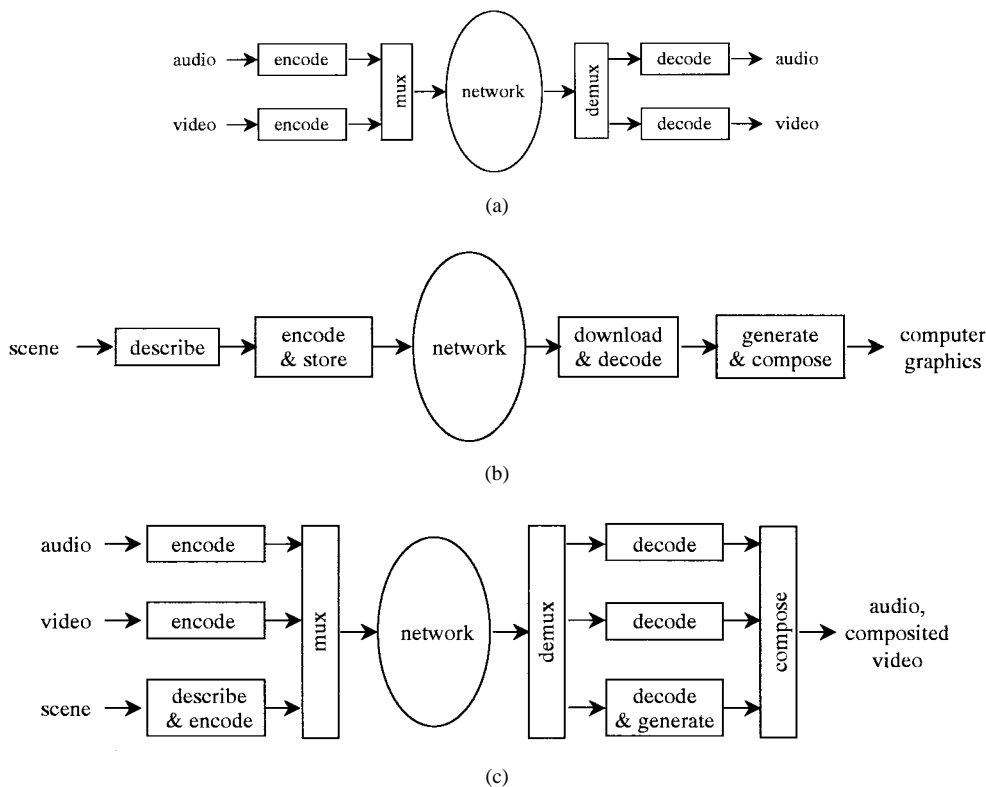 audio
encode
mux
network
demux
decode
audio
video
encode
decode
video
(a)
scene
describe
encode
& store
network
download
& decode
generate
& compose
computer
graphics
(b)
audio
encode
mux
network
demux
decode
compose
audio,
composited
video
video
encode
decode
scene
describe
& encode
decode
& generate
(c)